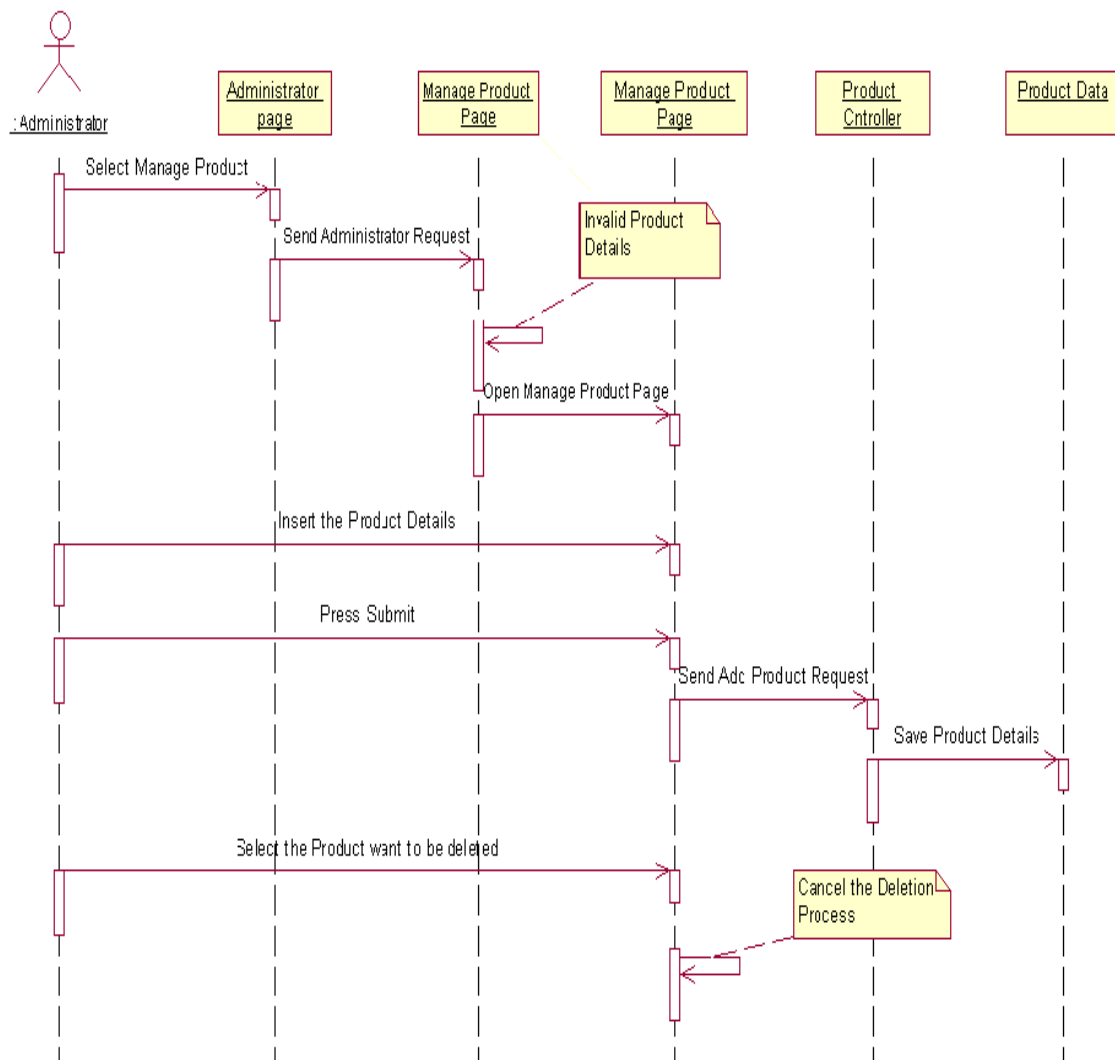 : Administrator
Administrator
page
Manage Product
Page
Manage Product
Page
Product
Cntroller
Product Data
Select Manage Product
Send Administrator Request
Invalid Product
Details
Open Manage Product Page
Insert the Product Details
Press Submit
Send Add Product Request
Save Product Details
Select the Product want to be deleted
Cancel the Deletion
Process